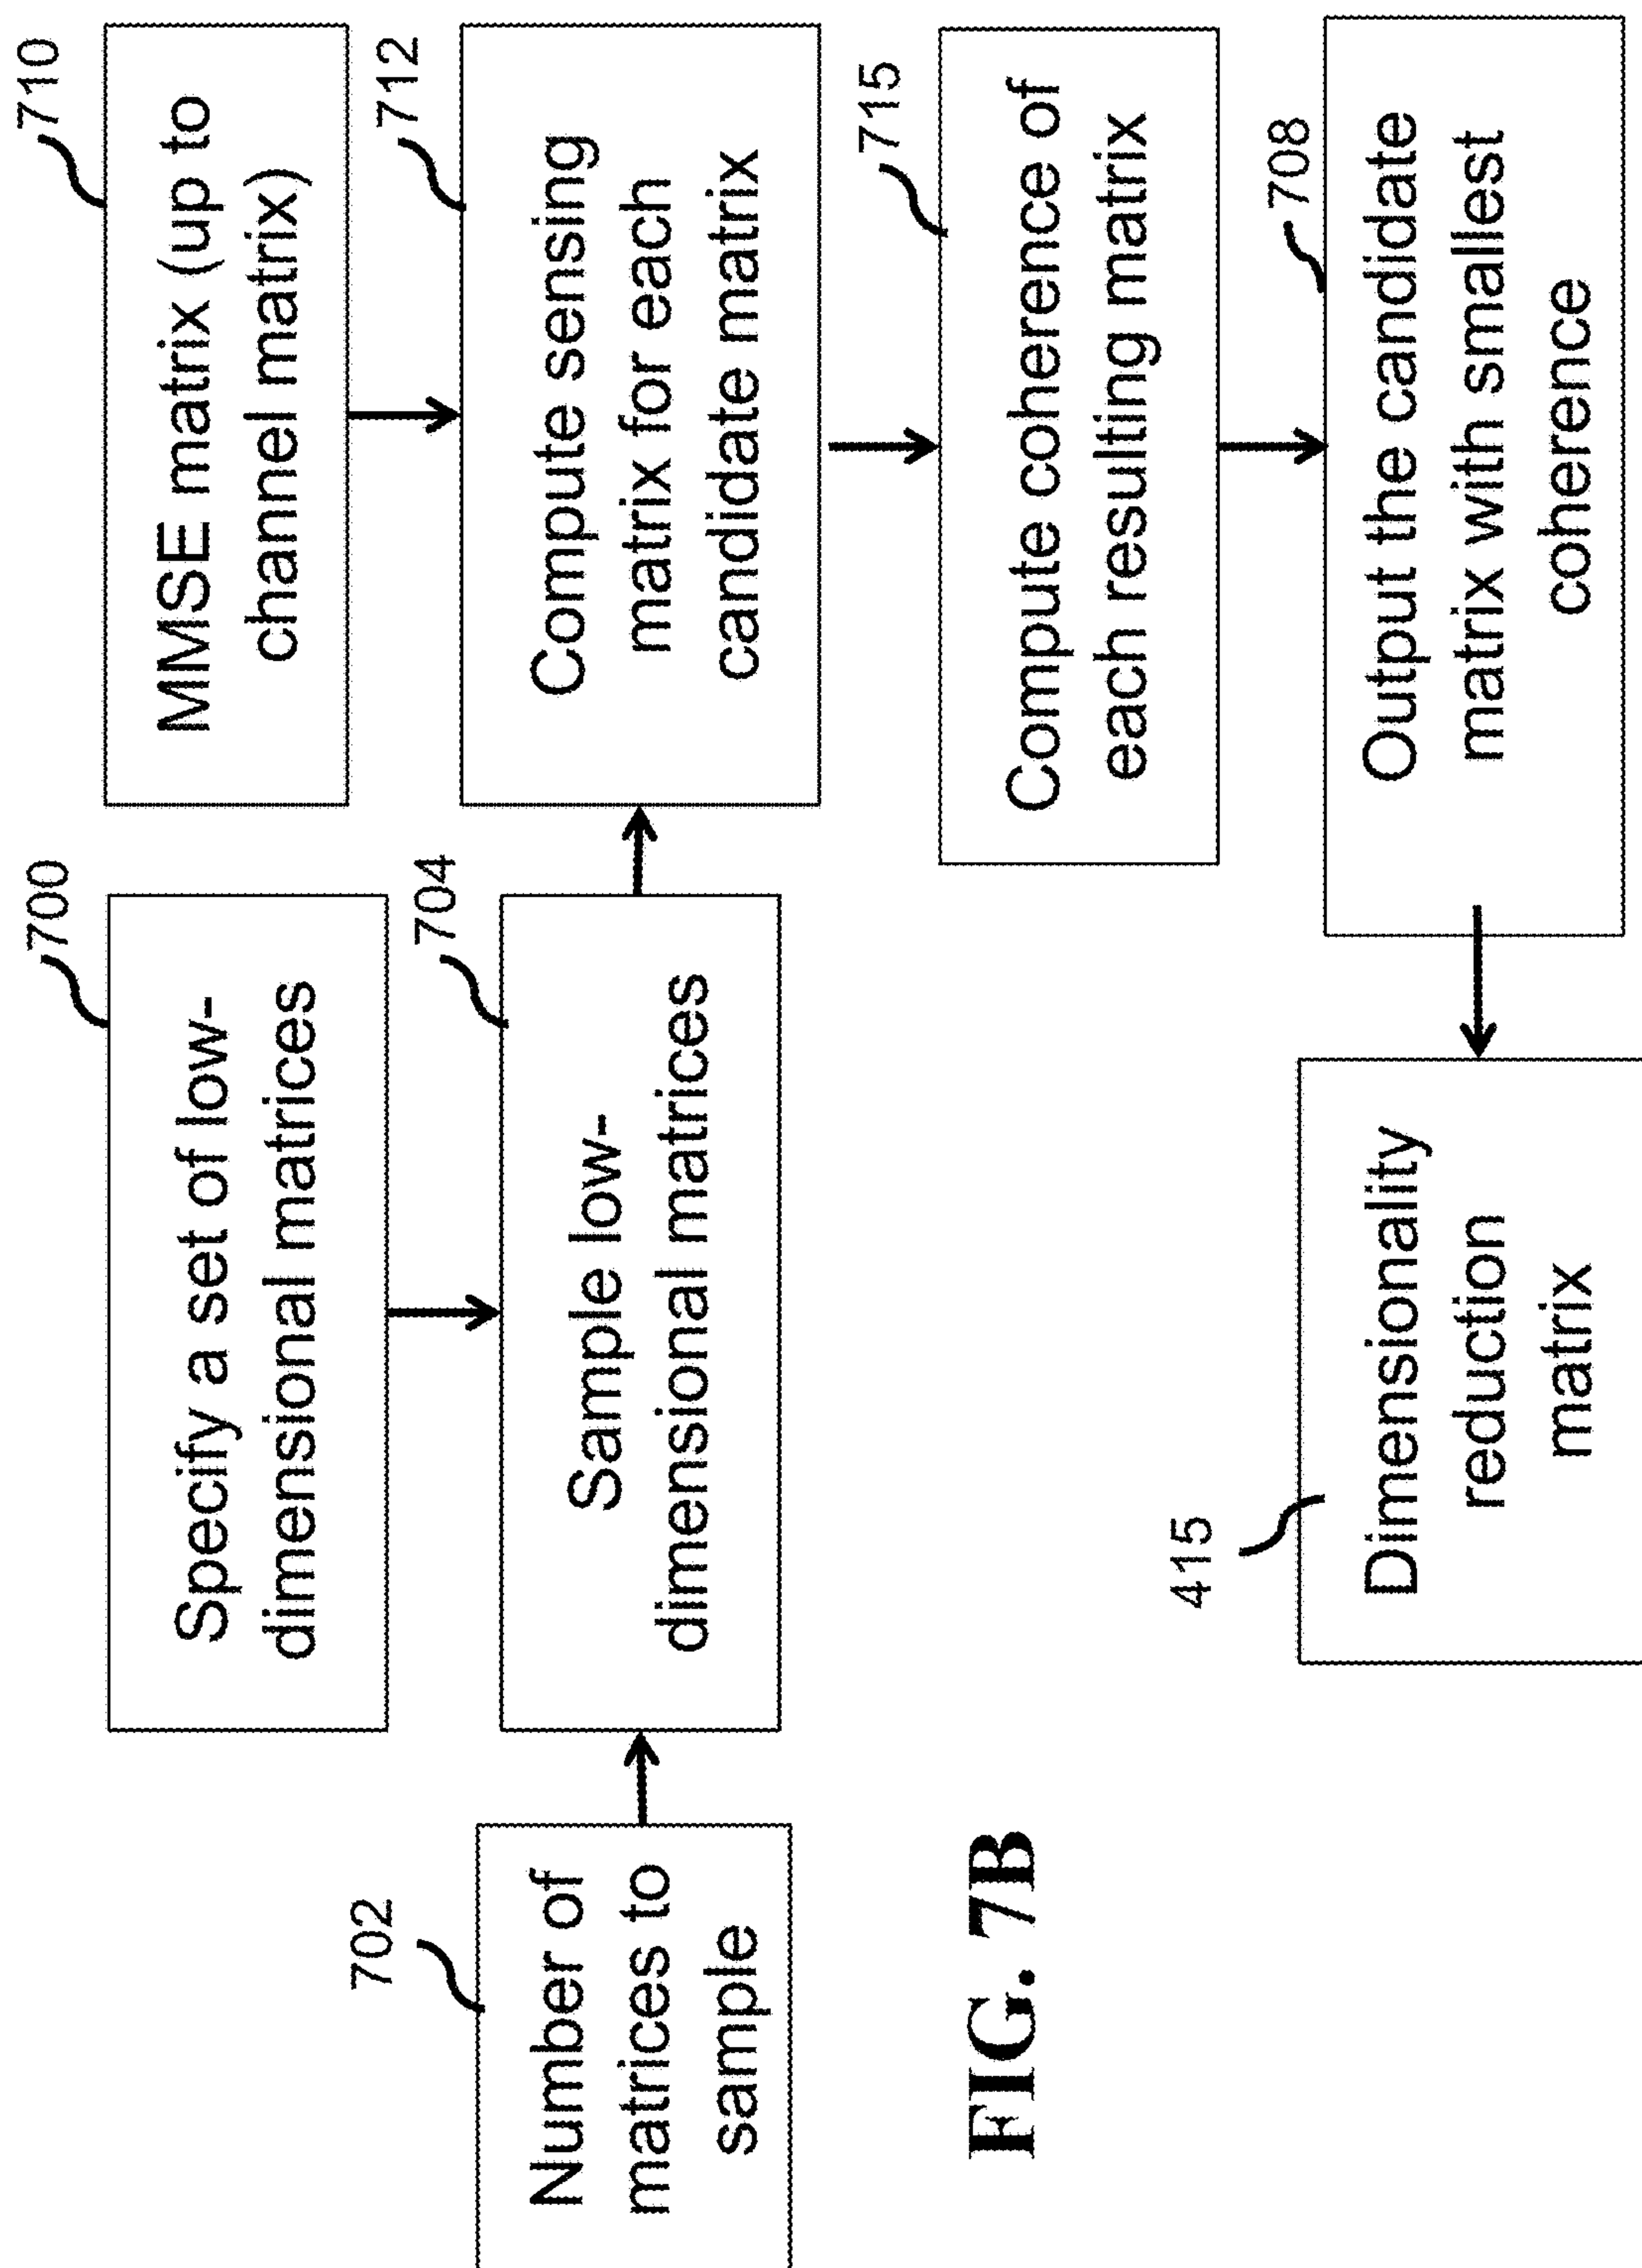 700
Specify a set of low-
dimensional matrices
710
MMSE matrix (up to
channel matrix)
702
Number of
matrices to
sample
704
Sample low-
dimensional matrices
712
Compute sensing
matrix for each
candidate matrix
715
Compute coherence of
each resulting matrix
708
Output the candidate
matrix with smallest
coherence
415
Dimensionality
reduction
matrix
FIG. 7B